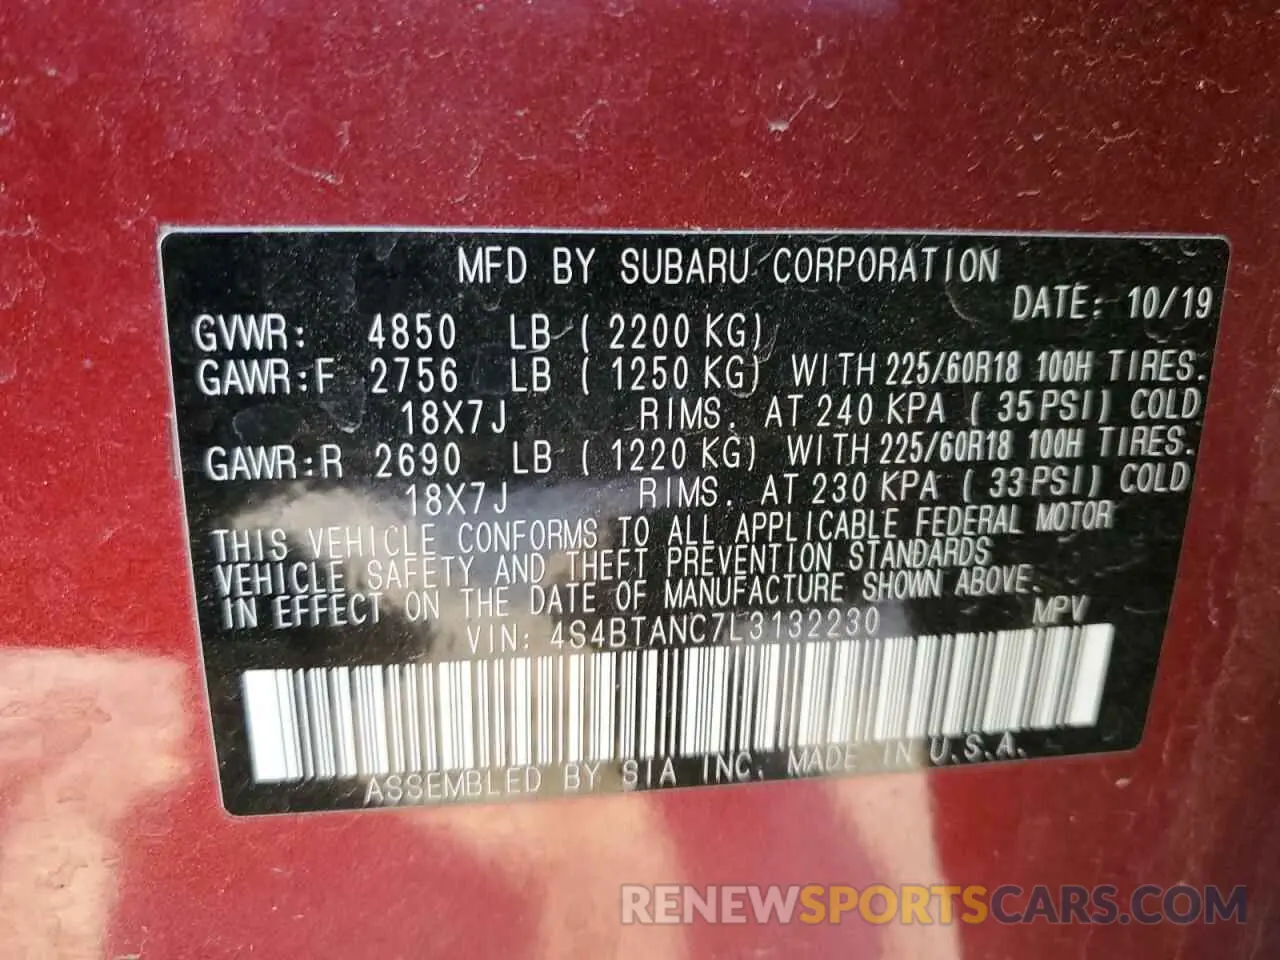 MFD BY SUBARU CORPORATION
DATE: 10/19
GVWR: 4850 LB ( 2200 KG)
GAWR:F 2756 LB ( 1250 KG) WITH 225/60R18 100H TIRES.
18X7J RIMS. AT 240 KPA ( 35 PSI) COLD
GAWR:R 2690 LB ( 1220 KG) WITH 225/60R18 100H TIRES.
18X7J RIMS. AT 230 KPA ( 33 PSI) COLD
THIS VEHICLE CONFORMS TO ALL APPLICABLE FEDERAL MOTOR
VEHICLE SAFETY AND THEFT PREVENTION STANDARDS
IN EFFECT ON THE DATE OF MANUFACTURE SHOWN ABOVE.
VIN: 4S4BTANC7L3132230 MPV
ASSEMBLED BY SIA INC. MADE IN U.S.A.
RENEWSPORTSCARS.COM